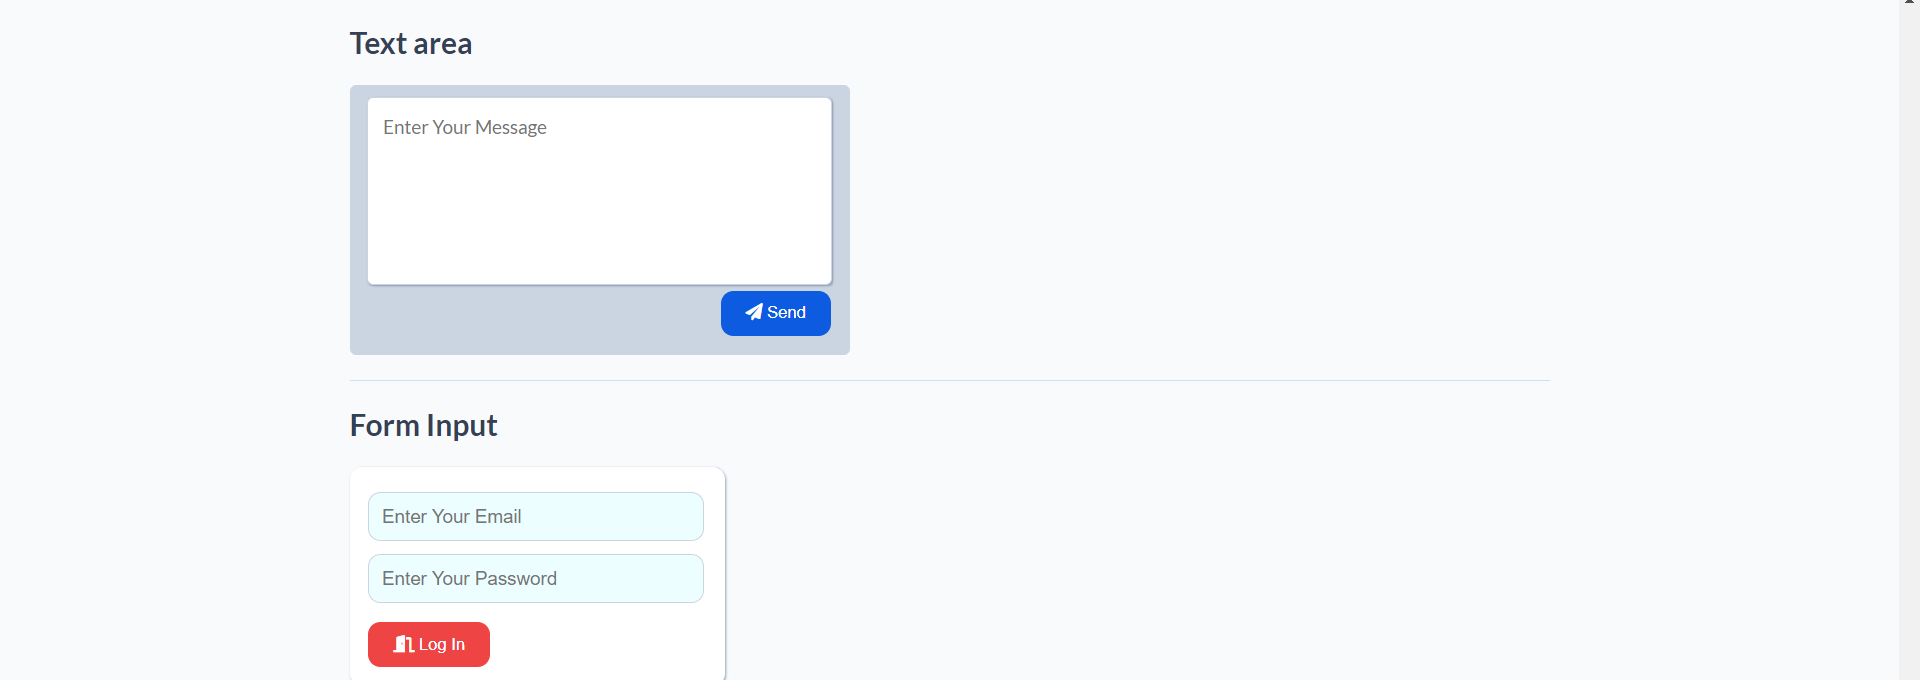 Text area
Enter Your Message
Send
Form Input
Enter Your Email
Enter Your Password
Log In